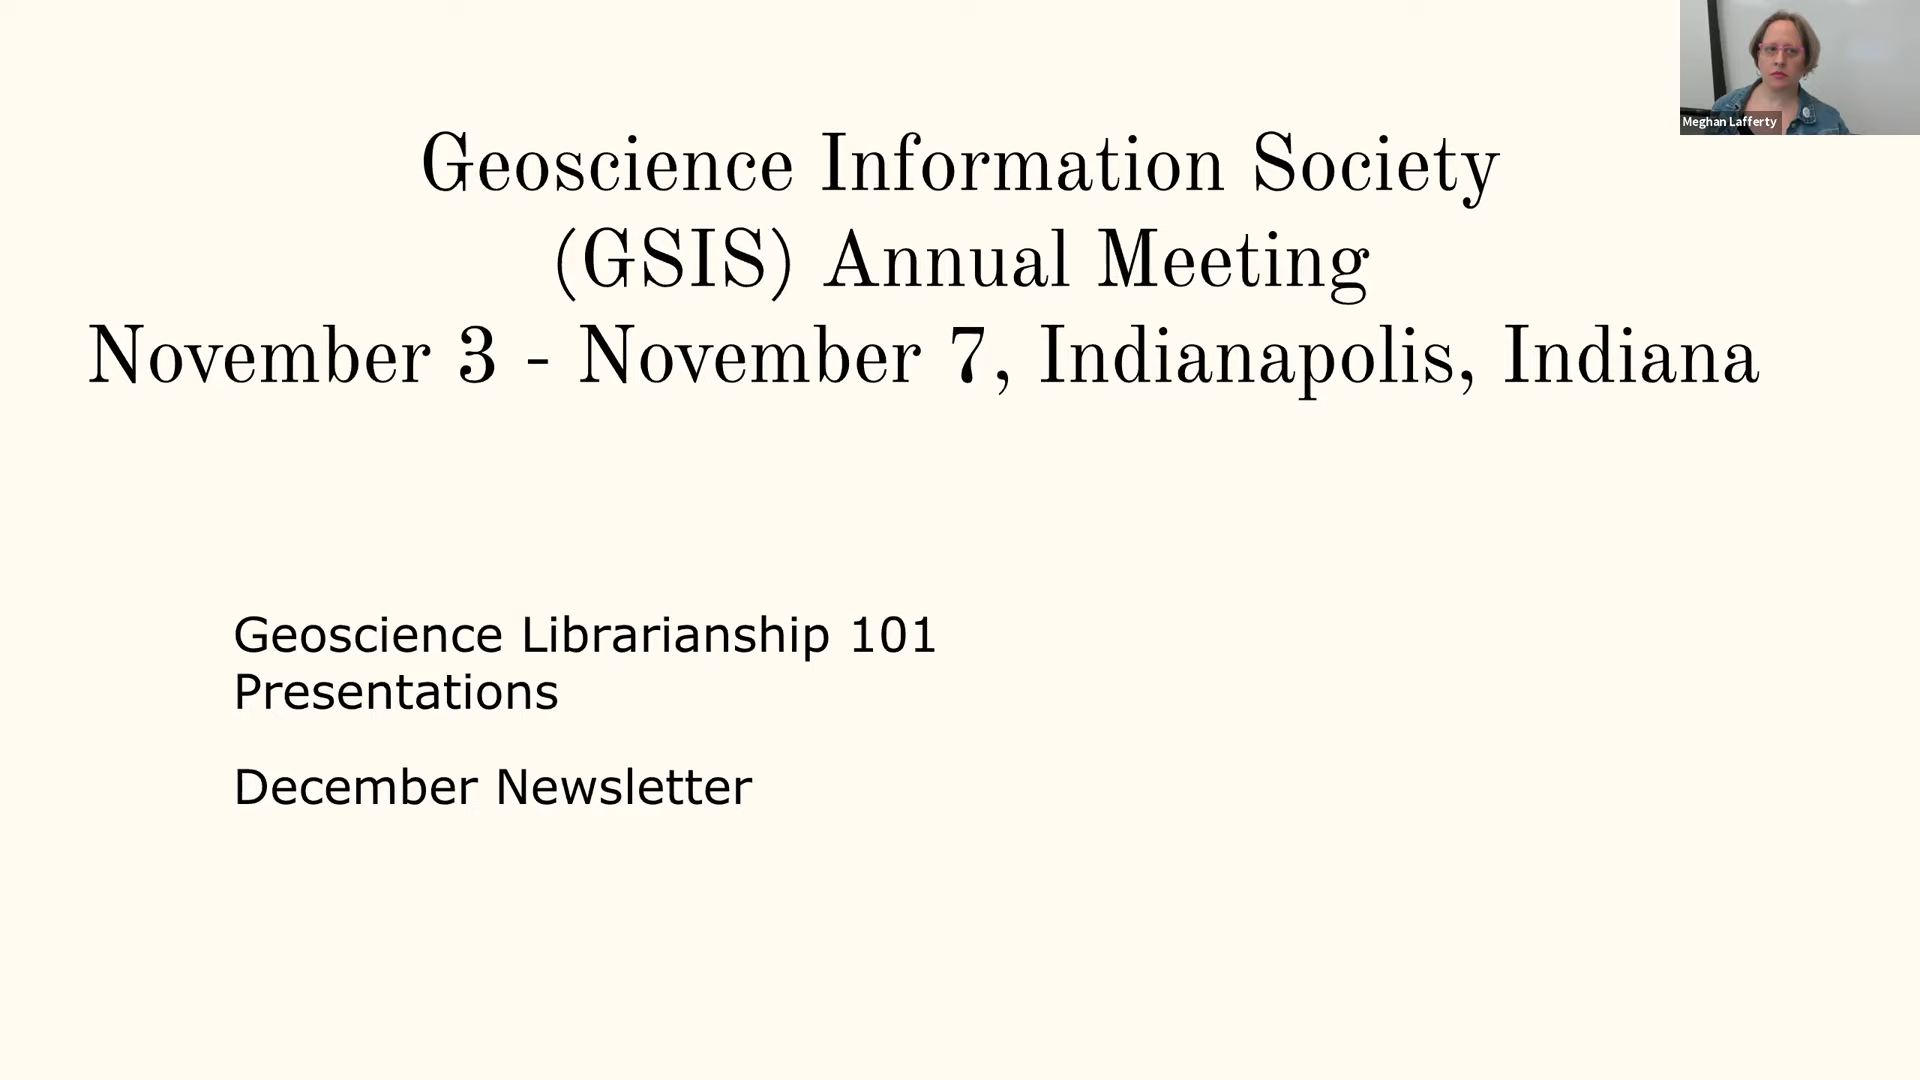 Meghan Lafferty
Geoscience Information Society
(GSIS) Annual Meeting
November 3 - November 7, Indianapolis, Indiana
Geoscience Librarianship 101
Presentations
December Newsletter